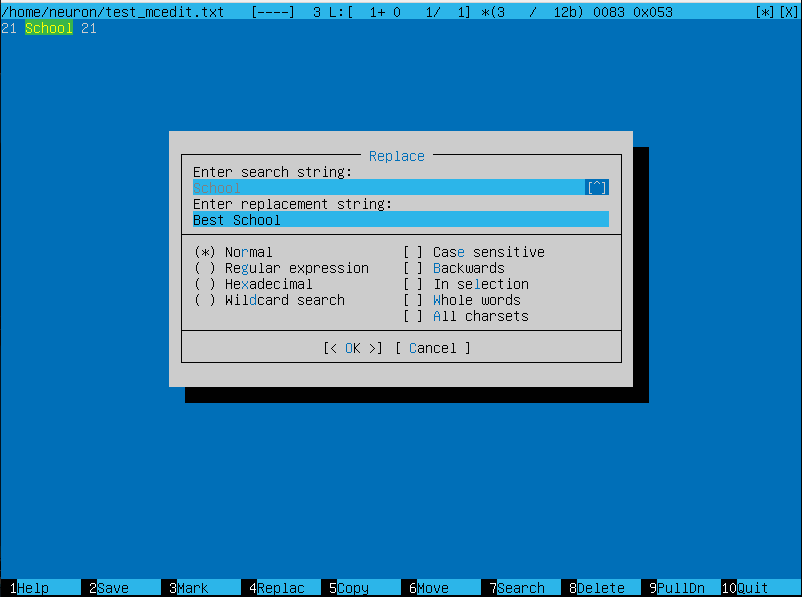 /home/neuron/test_mcedit.txt [----] 3 L:[ 1+ 0 1/ 1] *(3 / 12b) 0083 0x053 [*][X]
21 School 21
Replace
Enter search string:
School [^]
Enter replacement string:
Best School
(*) Normal [ ] Case sensitive
( ) Regular expression [ ] Backwards
( ) Hexadecimal [ ] In selection
( ) Wildcard search [ ] Whole words
[ ] All charsets
[< OK >] [ Cancel ]
1Help 2Save 3Mark 4Replac 5Copy 6Move 7Search 8Delete 9PullDn 10Quit